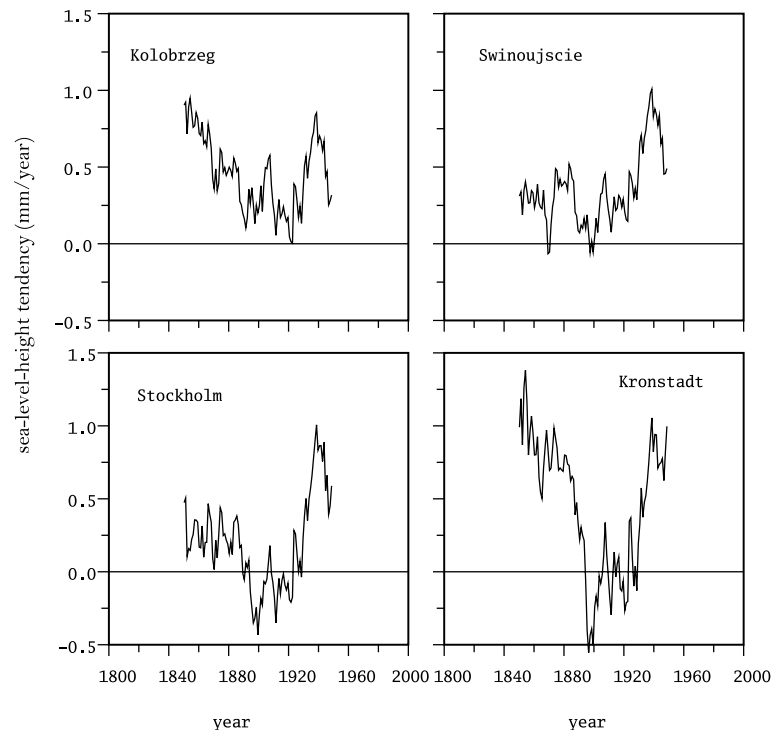 1.5
Kolobrzeg Swinoujscie
1.0
0.5
0.0
−0.5
sea-level-height tendency (mm/year)
1.5
Stockholm Kronstadt
1.0
0.5
0.0
−0.5
1800 1840 1880 1920 1960 2000 1800 1840 1880 1920 1960 2000
year year